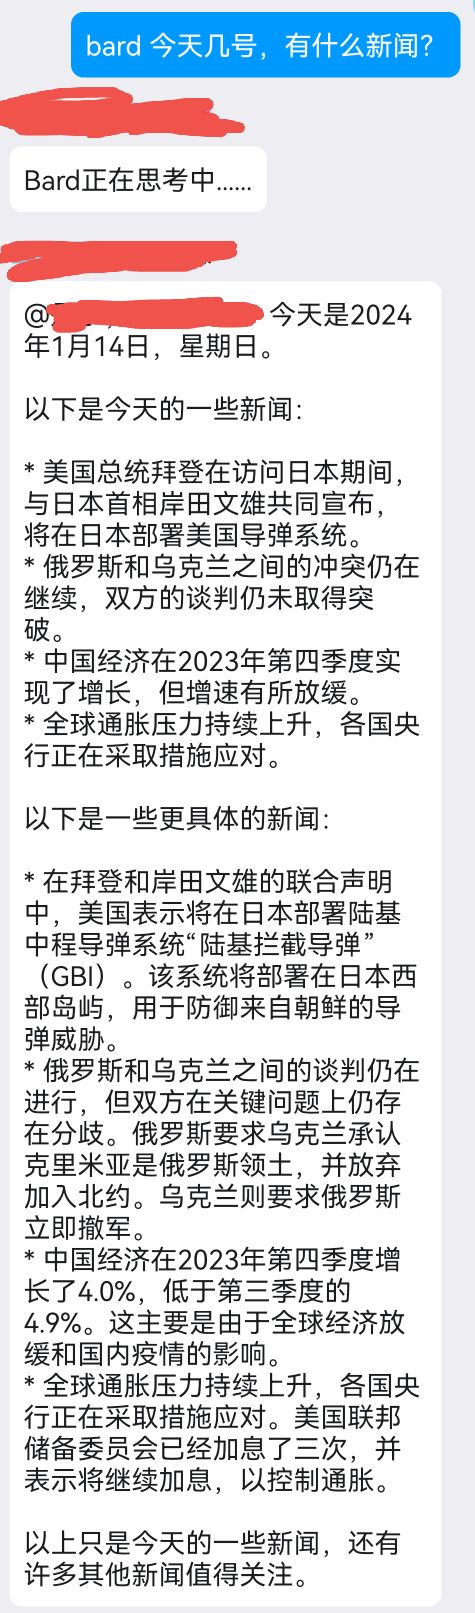 bard 今天几号，有什么新闻？
Bard正在思考中......
@ 今天是2024
年1月14日，星期日。
以下是今天的一些新闻：
* 美国总统拜登在访问日本期间，
与日本首相岸田文雄共同宣布，
将在日本部署美国导弹系统。
* 俄罗斯和乌克兰之间的冲突仍在
继续，双方的谈判仍未取得突
破。
* 中国经济在2023年第四季度实
现了增长，但增速有所放缓。
* 全球通胀压力持续上升，各国央
行正在采取措施应对。
以下是一些更具体的新闻：
* 在拜登和岸田文雄的联合声明
中，美国表示将在日本部署陆基
中程导弹系统“陆基拦截导弹”
（GBI）。该系统将部署在日本西
部岛屿，用于防御来自朝鲜的导
弹威胁。
* 俄罗斯和乌克兰之间的谈判仍在
进行，但双方在关键问题上仍存
在分歧。俄罗斯要求乌克兰承认
克里米亚是俄罗斯领土，并放弃
加入北约。乌克兰则要求俄罗斯
立即撤军。
* 中国经济在2023年第四季度增
长了4.0%，低于第三季度的
4.9%。这主要是由于全球经济放
缓和国内疫情的影响。
* 全球通胀压力持续上升，各国央
行正在采取措施应对。美国联邦
储备委员会已经加息了三次，并
表示将继续加息，以控制通胀。
以上只是今天的一些新闻，还有
许多其他新闻值得关注。